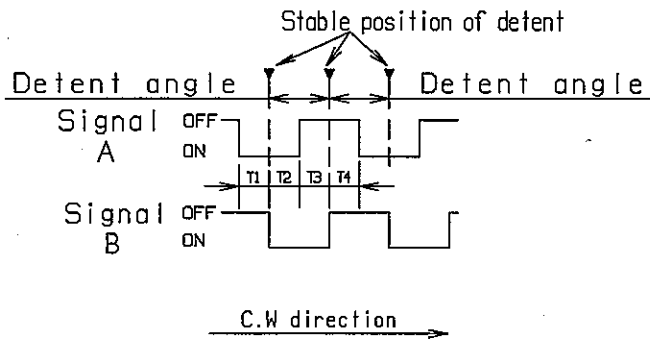 Stable position of detent
Detent angle Detent angle
Signal A OFF ON
T1 T2 T3 T4
Signal B OFF ON
C.W direction